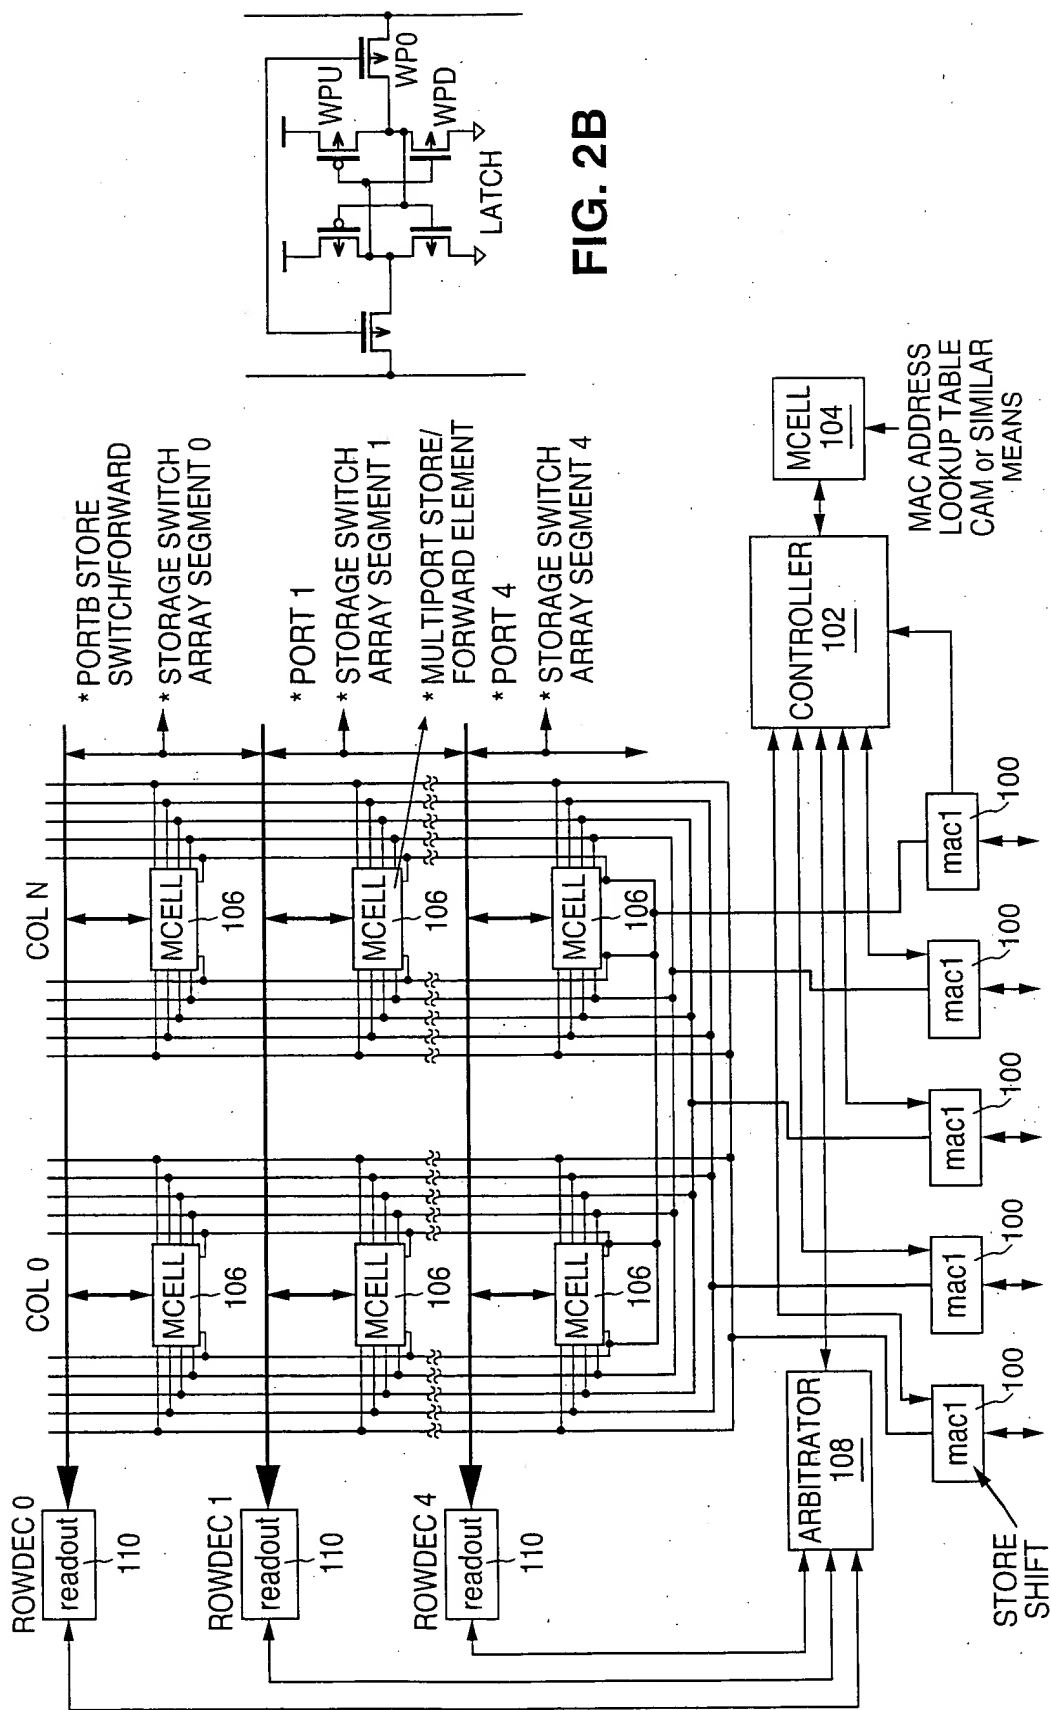 COL 0
COL N
ROWDEC 0
readout
110
ROWDEC 1
readout
110
ROWDEC 4
readout
110
MCELL
106
MCELL
106
MCELL
106
MCELL
106
MCELL
106
MCELL
106
*PORTB STORE
SWITCH/FORWARD
*STORAGE SWITCH
ARRAY SEGMENT 0
*PORT 1
*STORAGE SWITCH
ARRAY SEGMENT 1
*MULTIPORT STORE/
FORWARD ELEMENT
*PORT 4
*STORAGE SWITCH
ARRAY SEGMENT 4
ARBITRATOR
108
CONTROLLER
102
MCELL
104
MAC ADDRESS
LOOKUP TABLE
CAM or SIMILAR
MEANS
mac1
100
mac1
100
mac1
100
mac1
100
mac1
100
STORE
SHIFT
WPU
WP0
WPD
LATCH
FIG. 2B